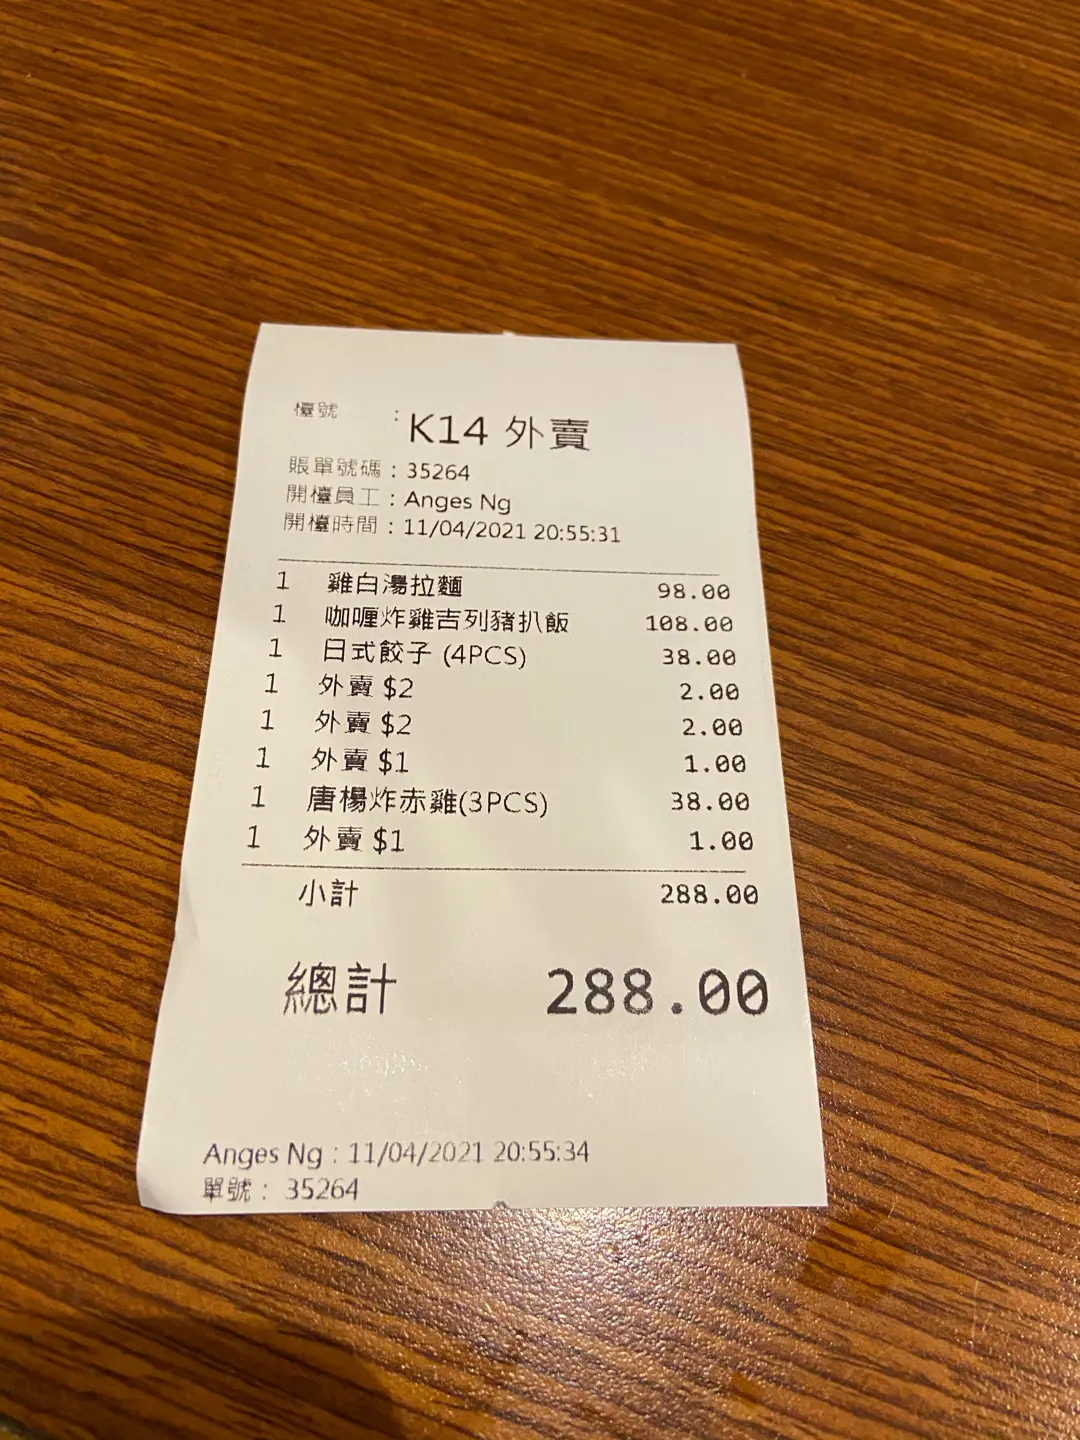 檯號 : K14 外賣
賬單號碼 : 35264
開檯員工 : Anges Ng
開檯時間 : 11/04/2021 20:55:31
1 雞白湯拉麵 98.00
1 咖喱炸雞吉列豬扒飯 108.00
1 日式餃子 (4PCS) 38.00
1 外賣 $2 2.00
1 外賣 $2 2.00
1 外賣 $1 1.00
1 唐楊炸赤雞(3PCS) 38.00
1 外賣 $1 1.00
小計 288.00
總計 288.00
Anges Ng : 11/04/2021 20:55:34
單號 : 35264